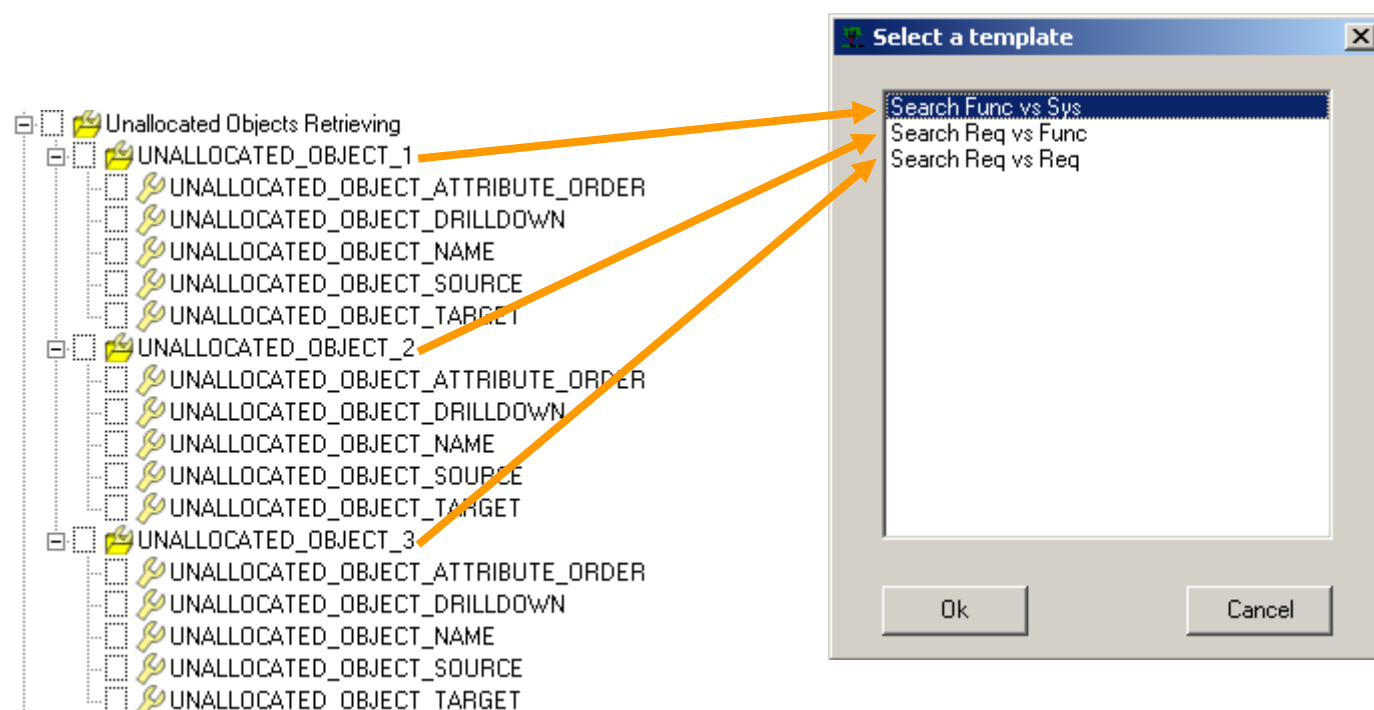 Select a template
Search Func vs Sys
Search Req vs Func
Search Req vs Req
Ok
Cancel
Unallocated Objects Retrieving
UNALLOCATED_OBJECT_1
UNALLOCATED_OBJECT_ATTRIBUTE_ORDER
UNALLOCATED_OBJECT_DRILLDOWN
UNALLOCATED_OBJECT_NAME
UNALLOCATED_OBJECT_SOURCE
UNALLOCATED_OBJECT_TARGET
UNALLOCATED_OBJECT_2
UNALLOCATED_OBJECT_ATTRIBUTE_ORDER
UNALLOCATED_OBJECT_DRILLDOWN
UNALLOCATED_OBJECT_NAME
UNALLOCATED_OBJECT_SOURCE
UNALLOCATED_OBJECT_TARGET
UNALLOCATED_OBJECT_3
UNALLOCATED_OBJECT_ATTRIBUTE_ORDER
UNALLOCATED_OBJECT_DRILLDOWN
UNALLOCATED_OBJECT_NAME
UNALLOCATED_OBJECT_SOURCE
UNALLOCATED_OBJECT_TARGET